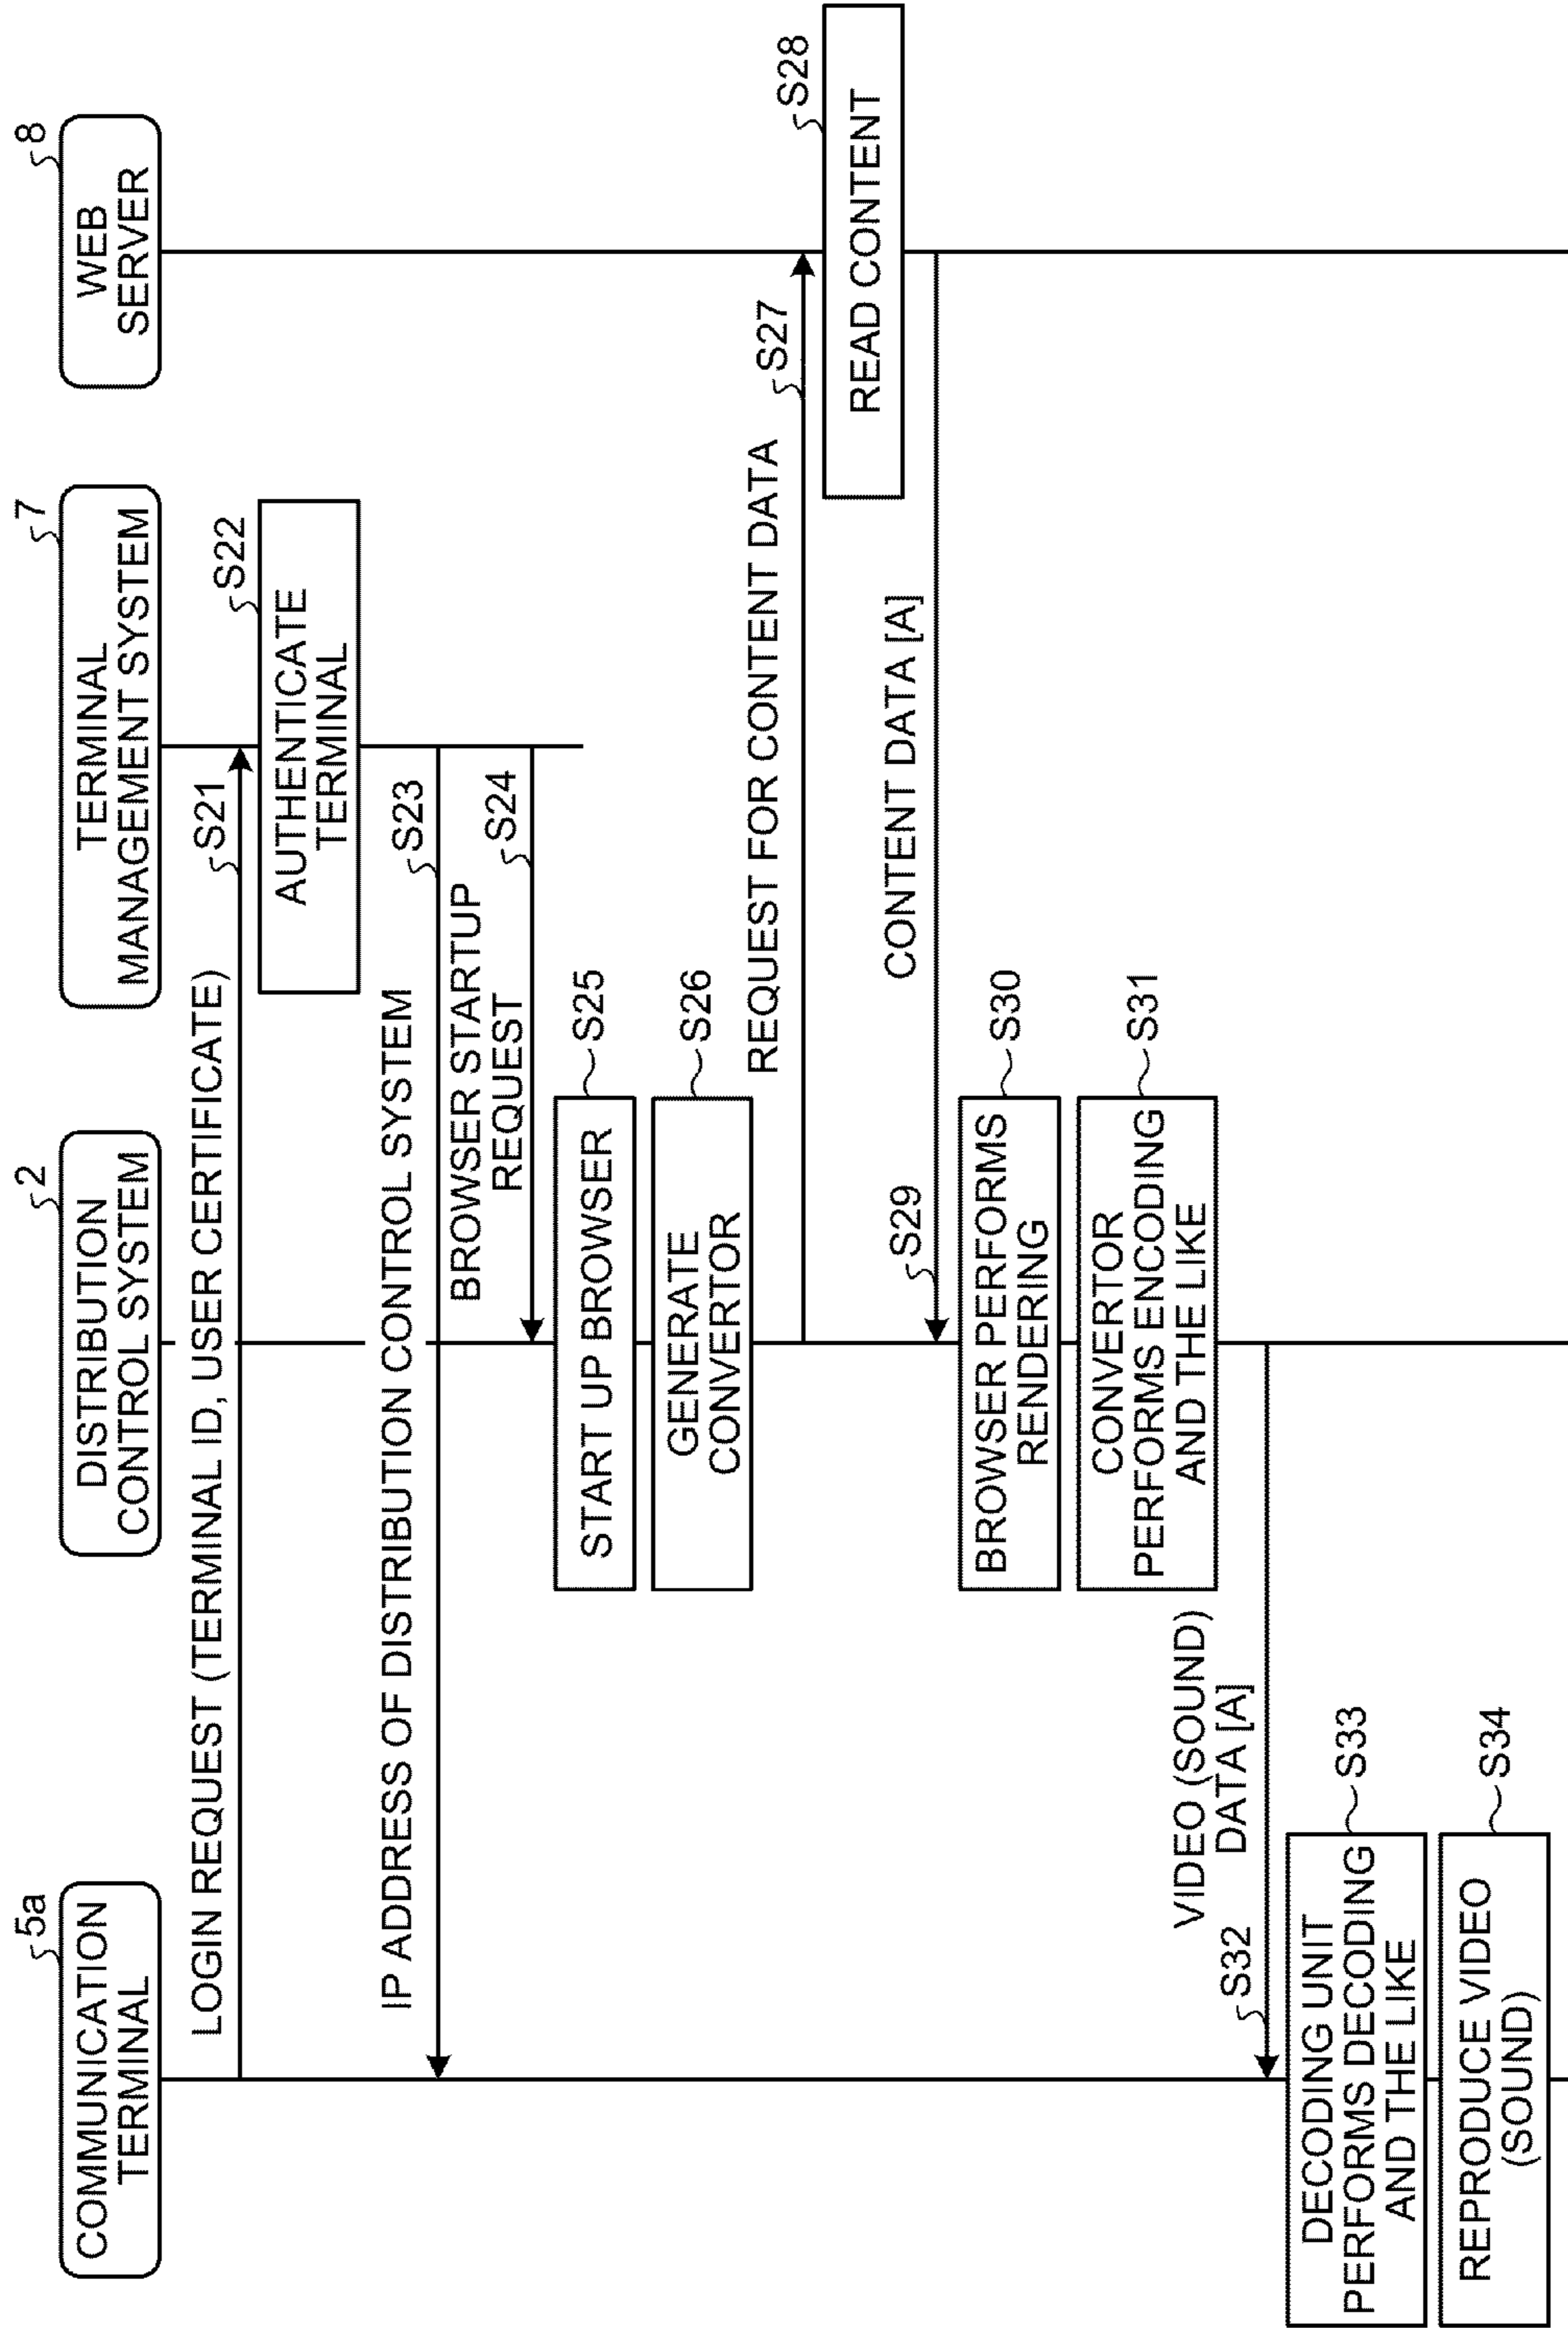 5a
COMMUNICATION
TERMINAL
2
DISTRIBUTION
CONTROL SYSTEM
7
TERMINAL
MANAGEMENT SYSTEM
8
WEB
SERVER
LOGIN REQUEST (TERMINAL ID, USER CERTIFICATE)
S21
S22
AUTHENTICATE
TERMINAL
IP ADDRESS OF DISTRIBUTION CONTROL SYSTEM
S23
BROWSER STARTUP
REQUEST
S24
START UP BROWSER
S25
GENERATE
CONVERTOR
S26
REQUEST FOR CONTENT DATA
S27
S28
READ CONTENT
S29
CONTENT DATA [A]
BROWSER PERFORMS
RENDERING
S30
CONVERTOR
PERFORMS ENCODING
AND THE LIKE
S31
S32
VIDEO (SOUND)
DATA [A]
DECODING UNIT
PERFORMS DECODING
AND THE LIKE
S33
REPRODUCE VIDEO
(SOUND)
S34